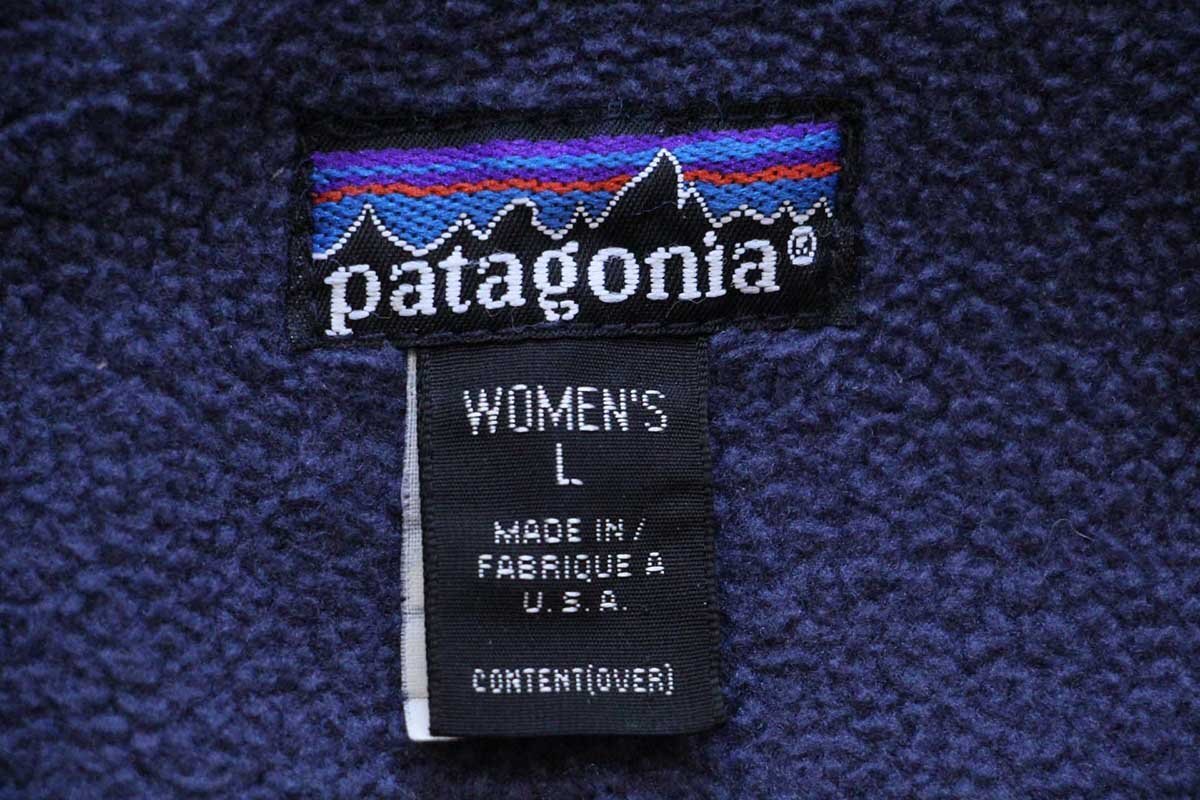 patagonia®
WOMEN'S
L
MADE IN/
FABRIQUE A
U.S.A.
CONTENT(OVER)